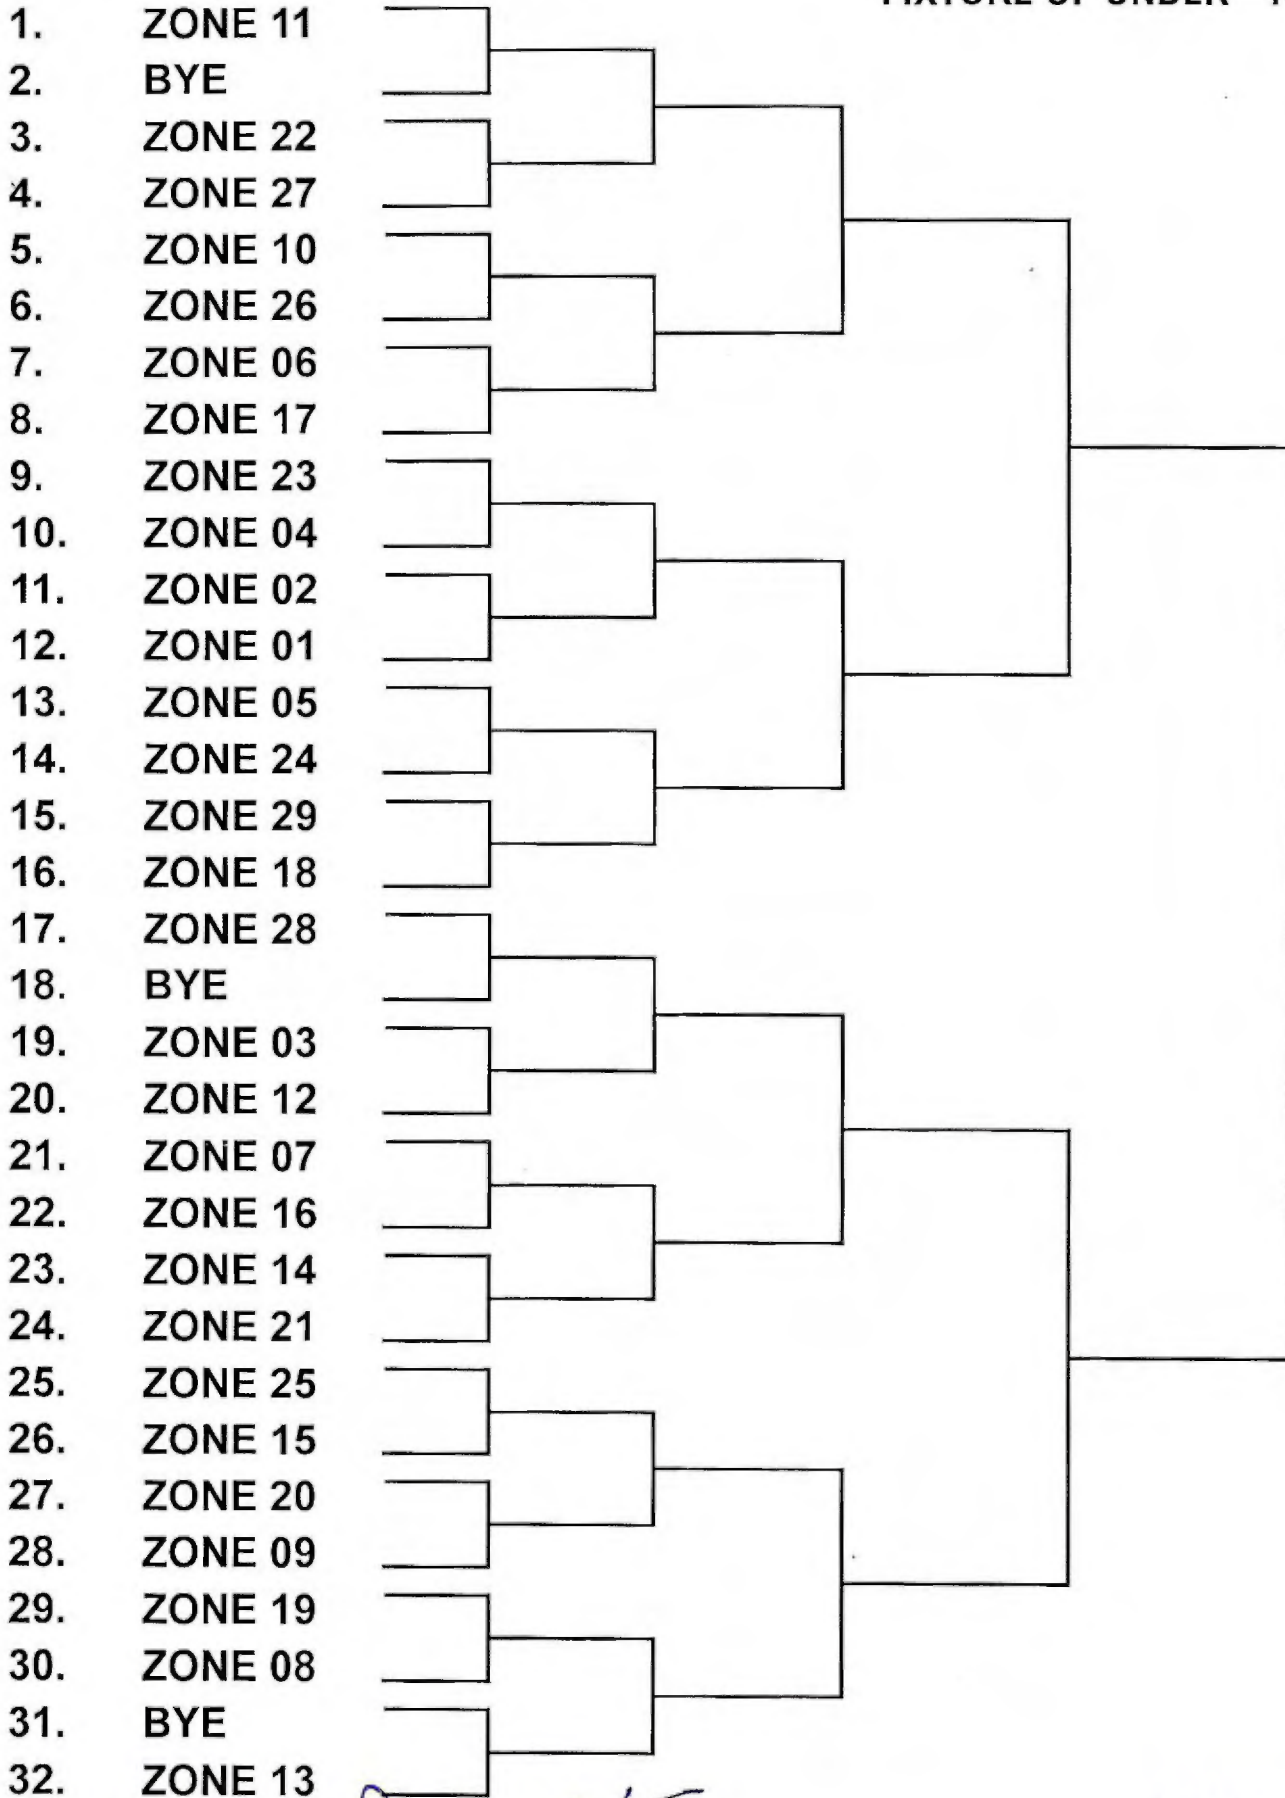 FIXTURE OF UNDER
1. ZONE 11
2. BYE
3. ZONE 22
4. ZONE 27
5. ZONE 10
6. ZONE 26
7. ZONE 06
8. ZONE 17
9. ZONE 23
10. ZONE 04
11. ZONE 02
12. ZONE 01
13. ZONE 05
14. ZONE 24
15. ZONE 29
16. ZONE 18
17. ZONE 28
18. BYE
19. ZONE 03
20. ZONE 12
21. ZONE 07
22. ZONE 16
23. ZONE 14
24. ZONE 21
25. ZONE 25
26. ZONE 15
27. ZONE 20
28. ZONE 09
29. ZONE 19
30. ZONE 08
31. BYE
32. ZONE 13